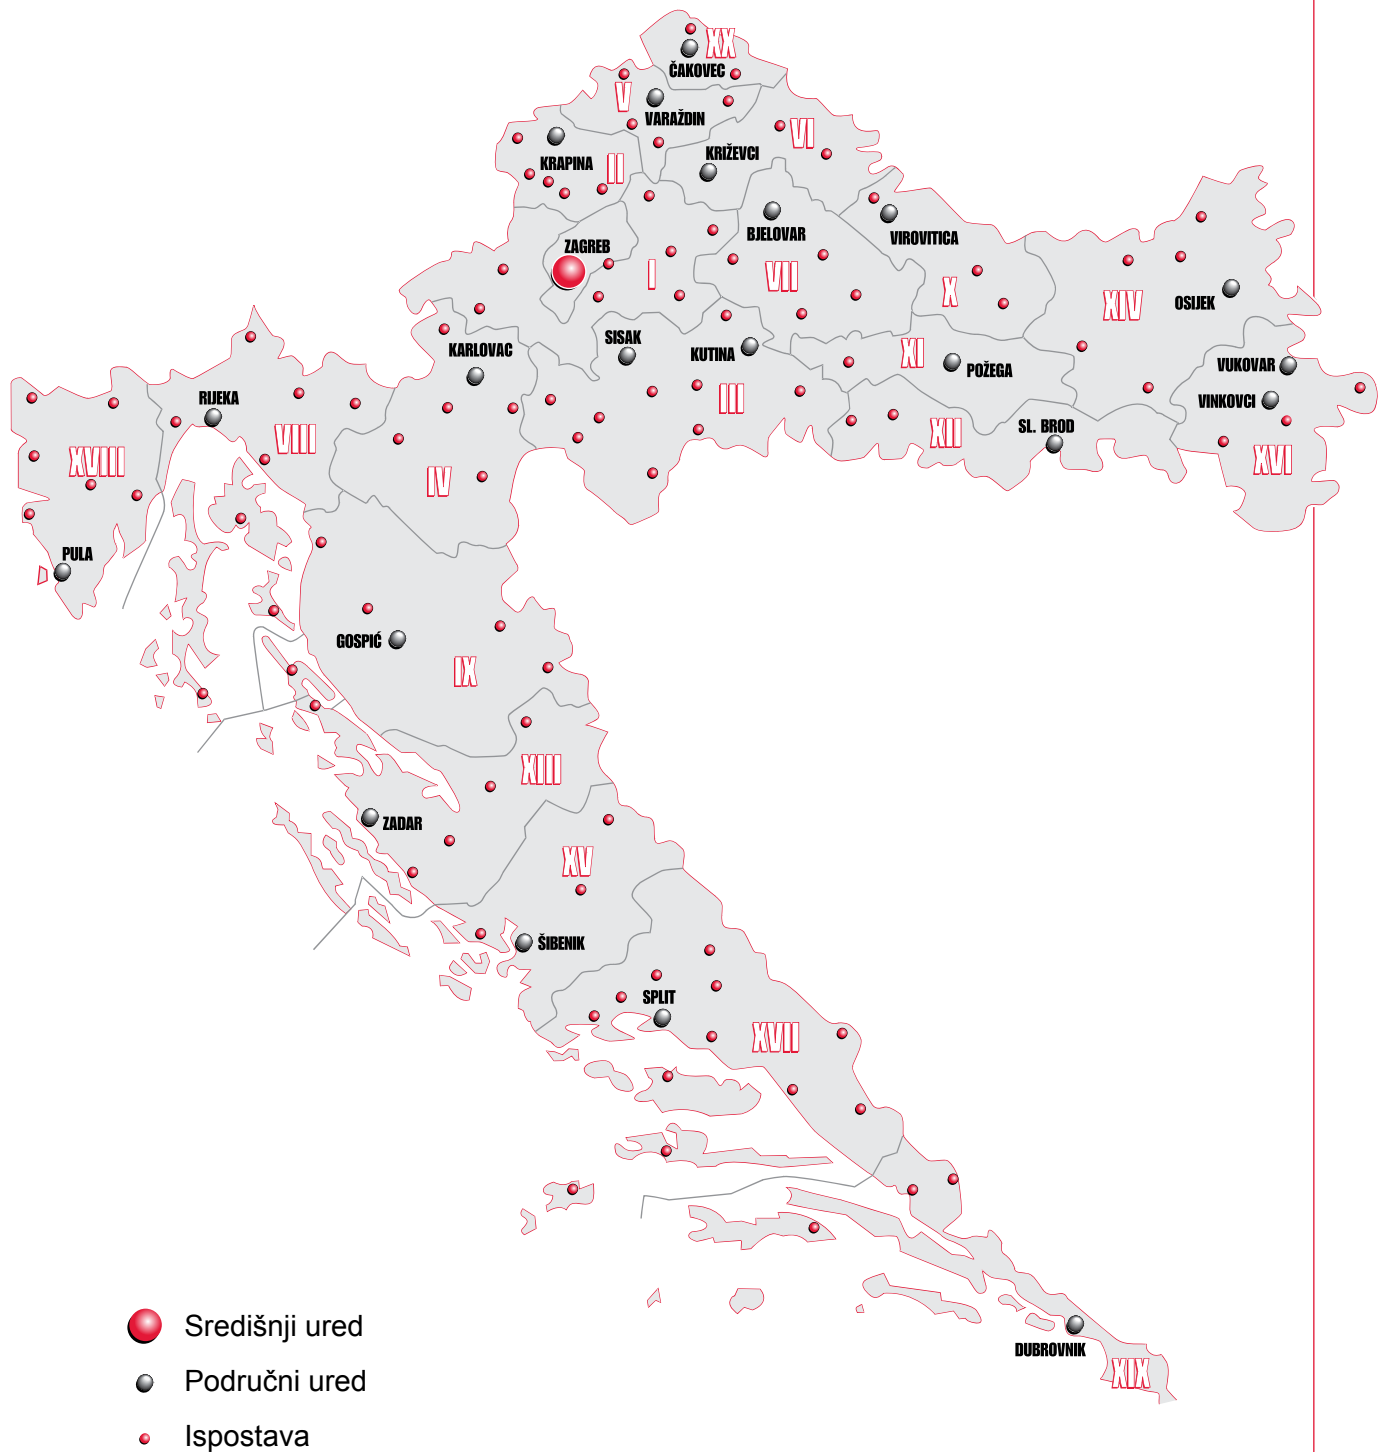 XX
ČAKOVEC
V
VARAŽDIN
VI
KRAPINA
II
KRIŽEVCI
ZAGREB
I
BJELOVAR
VII
VIROVITICA
X
XIV
OSIJEK
KARLOVAC
SISAK
KUTINA
XI
POŽEGA
VUKOVAR
VINKOVCI
RIJEKA
VIII
III
XII
SL. BROD
XVI
XVIII
IV
PULA
GOSPIĆ
IX
XIII
ZADAR
XV
ŠIBENIK
SPLIT
XVII
DUBROVNIK
XIX
Središnji ured
Područni ured
Ispostava